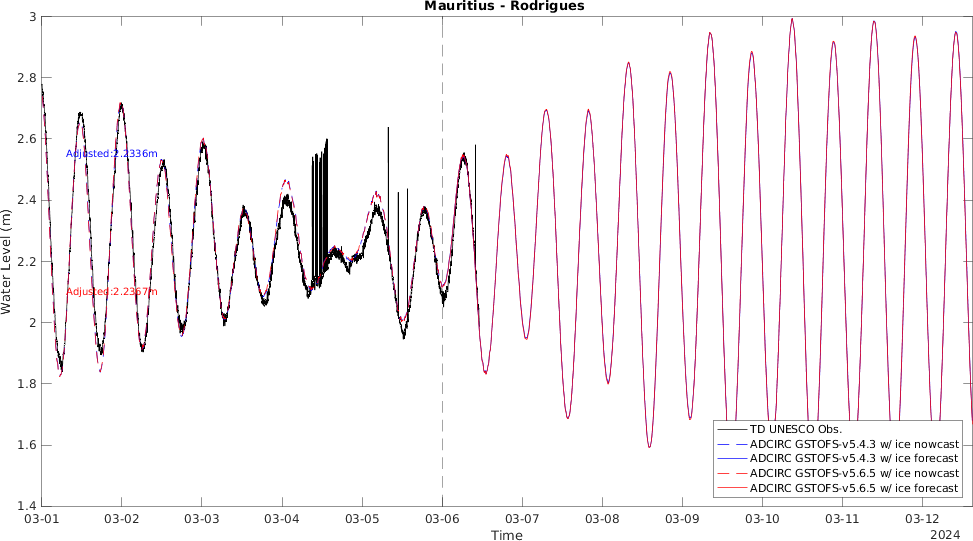 Mauritius - Rodrigues
3
2.8
2.6
2.4
2.2
2
1.8
1.6
1.4
Water Level (m)
Adjusted:2.2336m
Adjusted:2.2367m
TD UNESCO Obs.
ADCIRC GSTOFS-v5.4.3 w/ ice nowcast
ADCIRC GSTOFS-v5.4.3 w/ ice forecast
ADCIRC GSTOFS-v5.6.5 w/ ice nowcast
ADCIRC GSTOFS-v5.6.5 w/ ice forecast
03-01 03-02 03-03 03-04 03-05 03-06 03-07 03-08 03-09 03-10 03-11 03-12
Time
2024